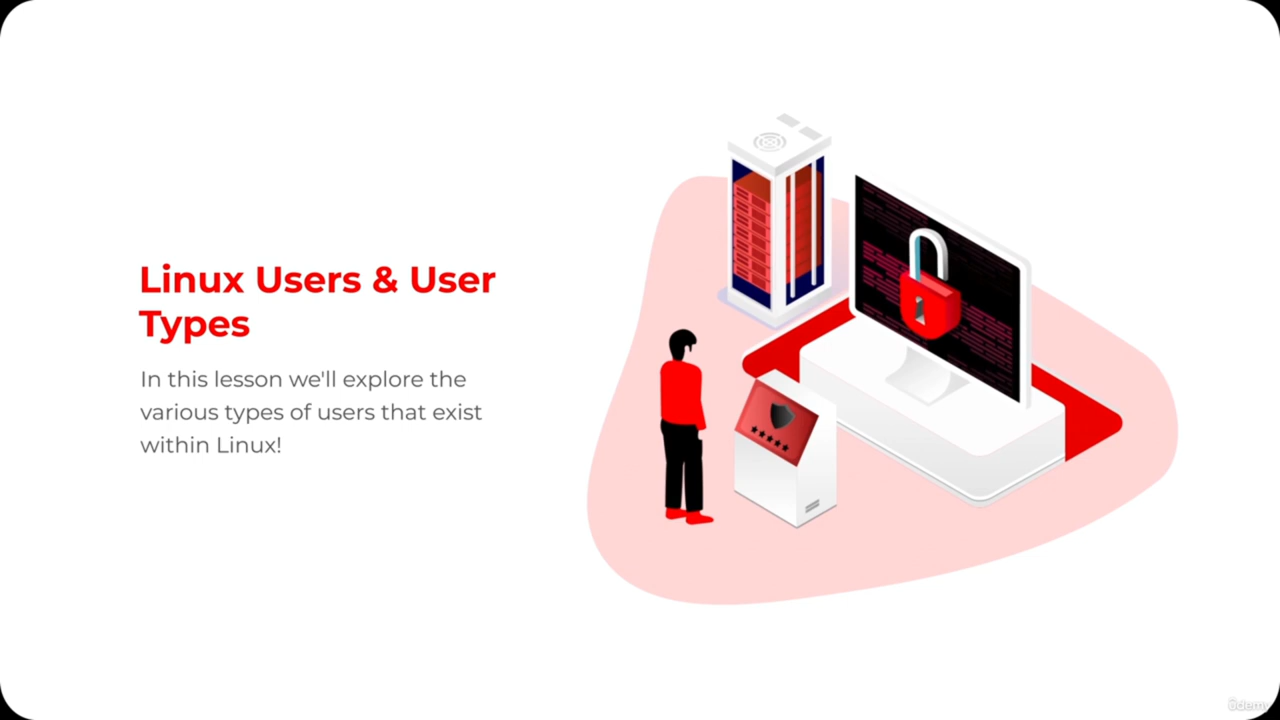 Linux Users & User
Types
In this lesson we'll explore the
various types of users that exist
within Linux!
ûdemy